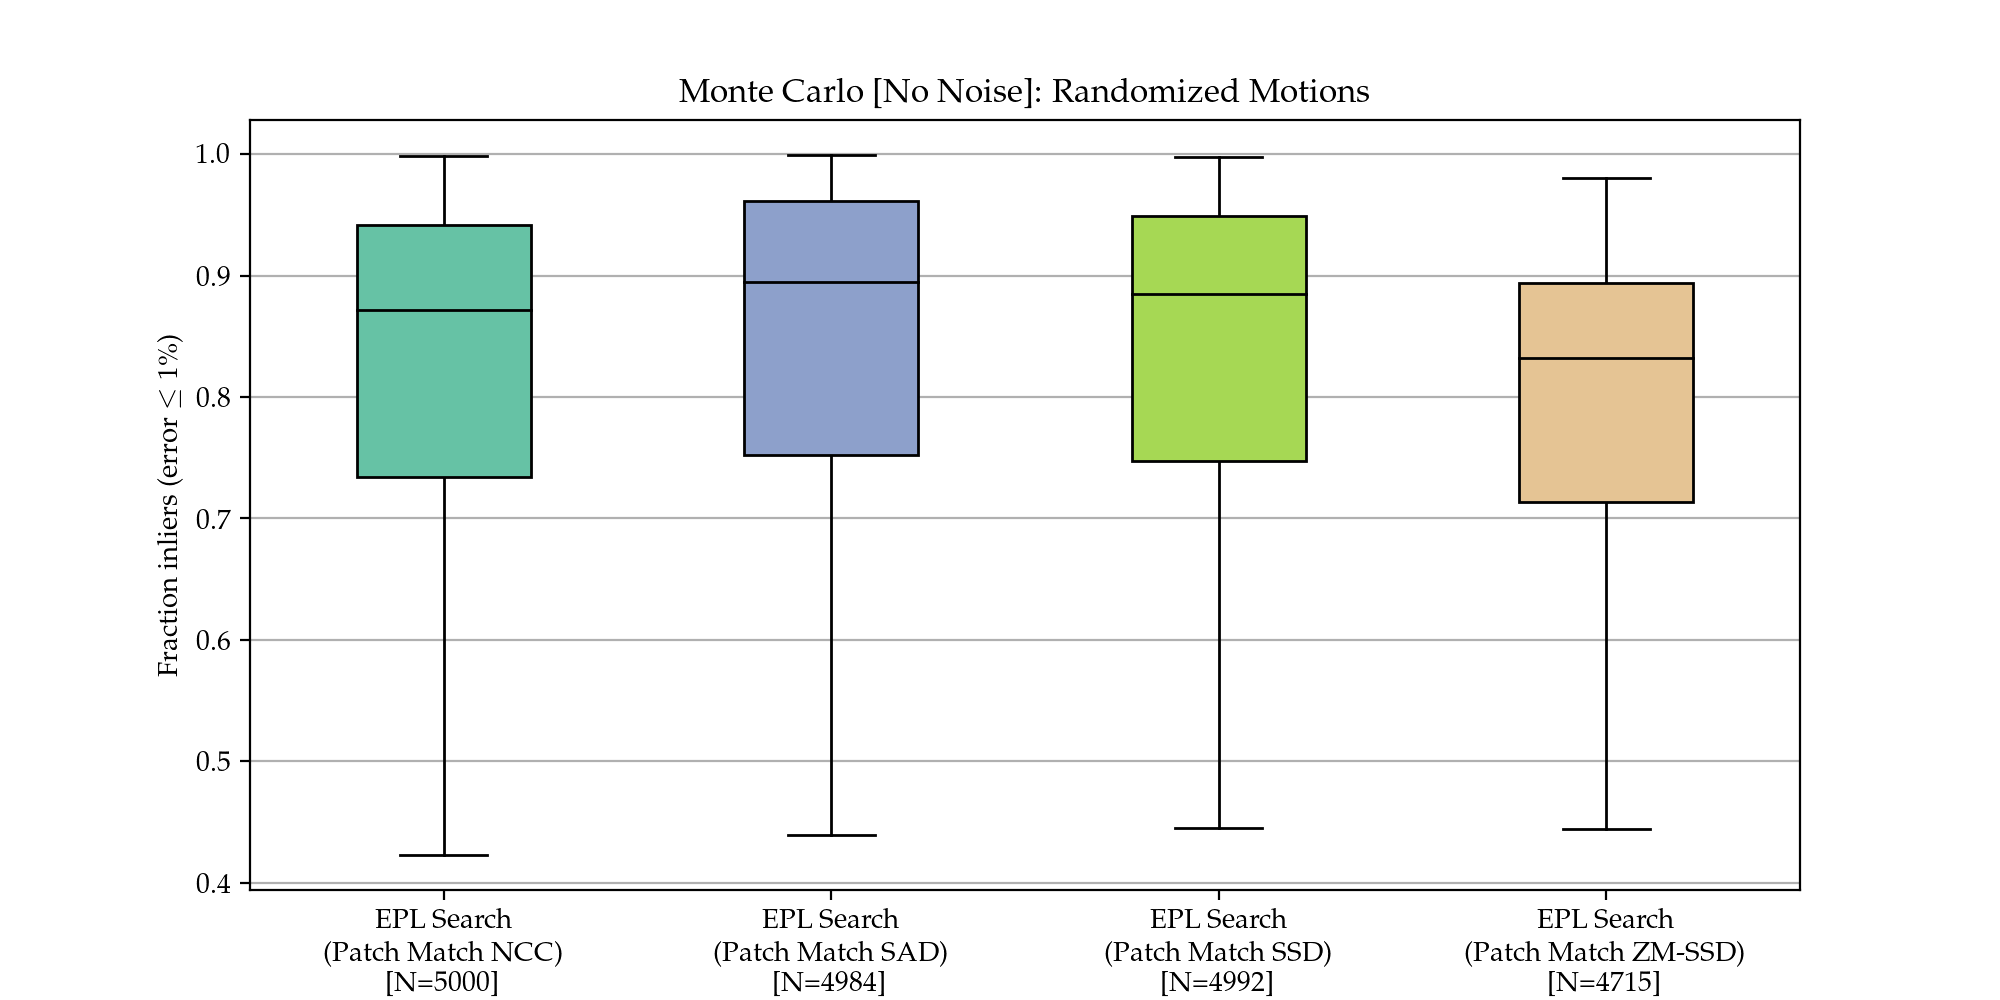 Monte Carlo [No Noise]: Randomized Motions
Fraction inliers (error ≤ 1%)
1.0
0.9
0.8
0.7
0.6
0.5
0.4
EPL Search
(Patch Match NCC)
[N=5000]
EPL Search
(Patch Match SAD)
[N=4984]
EPL Search
(Patch Match SSD)
[N=4992]
EPL Search
(Patch Match ZM-SSD)
[N=4715]